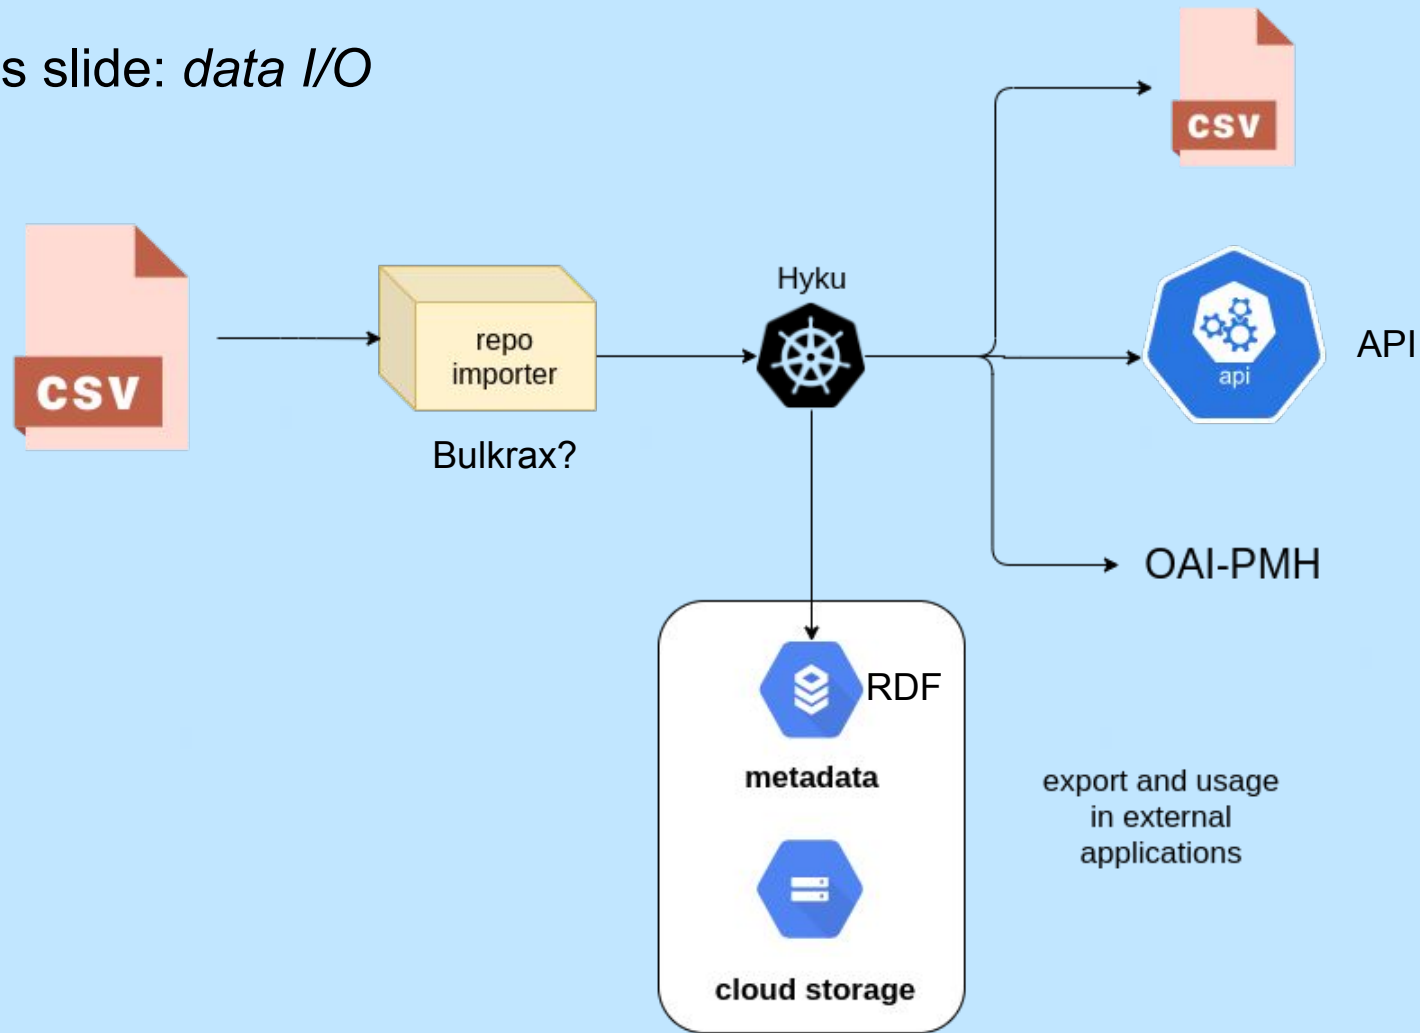 s slide: data I/O
CSV
CSV
repo
importer
Bulkrax?
Hyku
api
API
OAI-PMH
RDF
metadata
cloud storage
export and usage
in external
applications